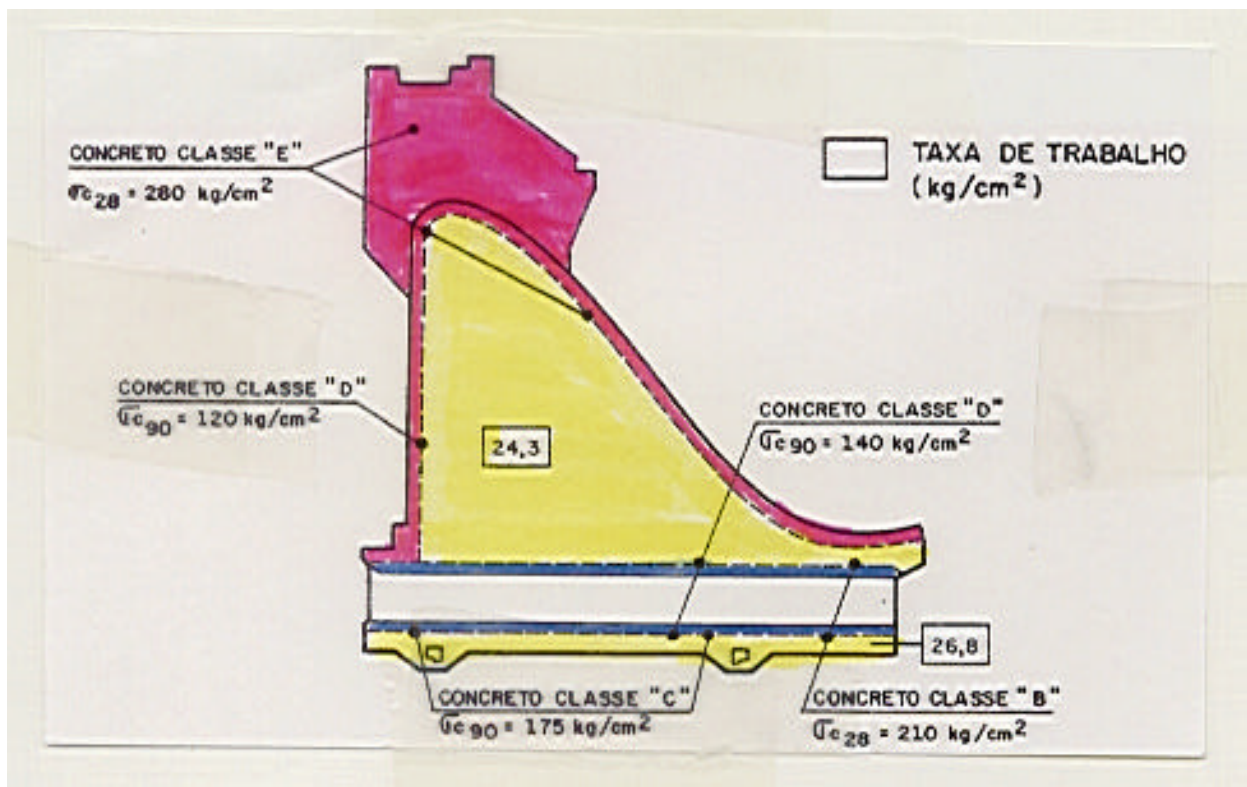 CONCRETO CLASSE "E"
σc28 = 280 kg/cm²
TAXA DE TRABALHO
(kg/cm²)
CONCRETO CLASSE "D"
σc90 = 120 kg/cm²
24,3
CONCRETO CLASSE "D"
σc90 = 140 kg/cm²
26,8
CONCRETO CLASSE "C"
σc90 = 175 kg/cm²
CONCRETO CLASSE "B"
σc28 = 210 kg/cm²